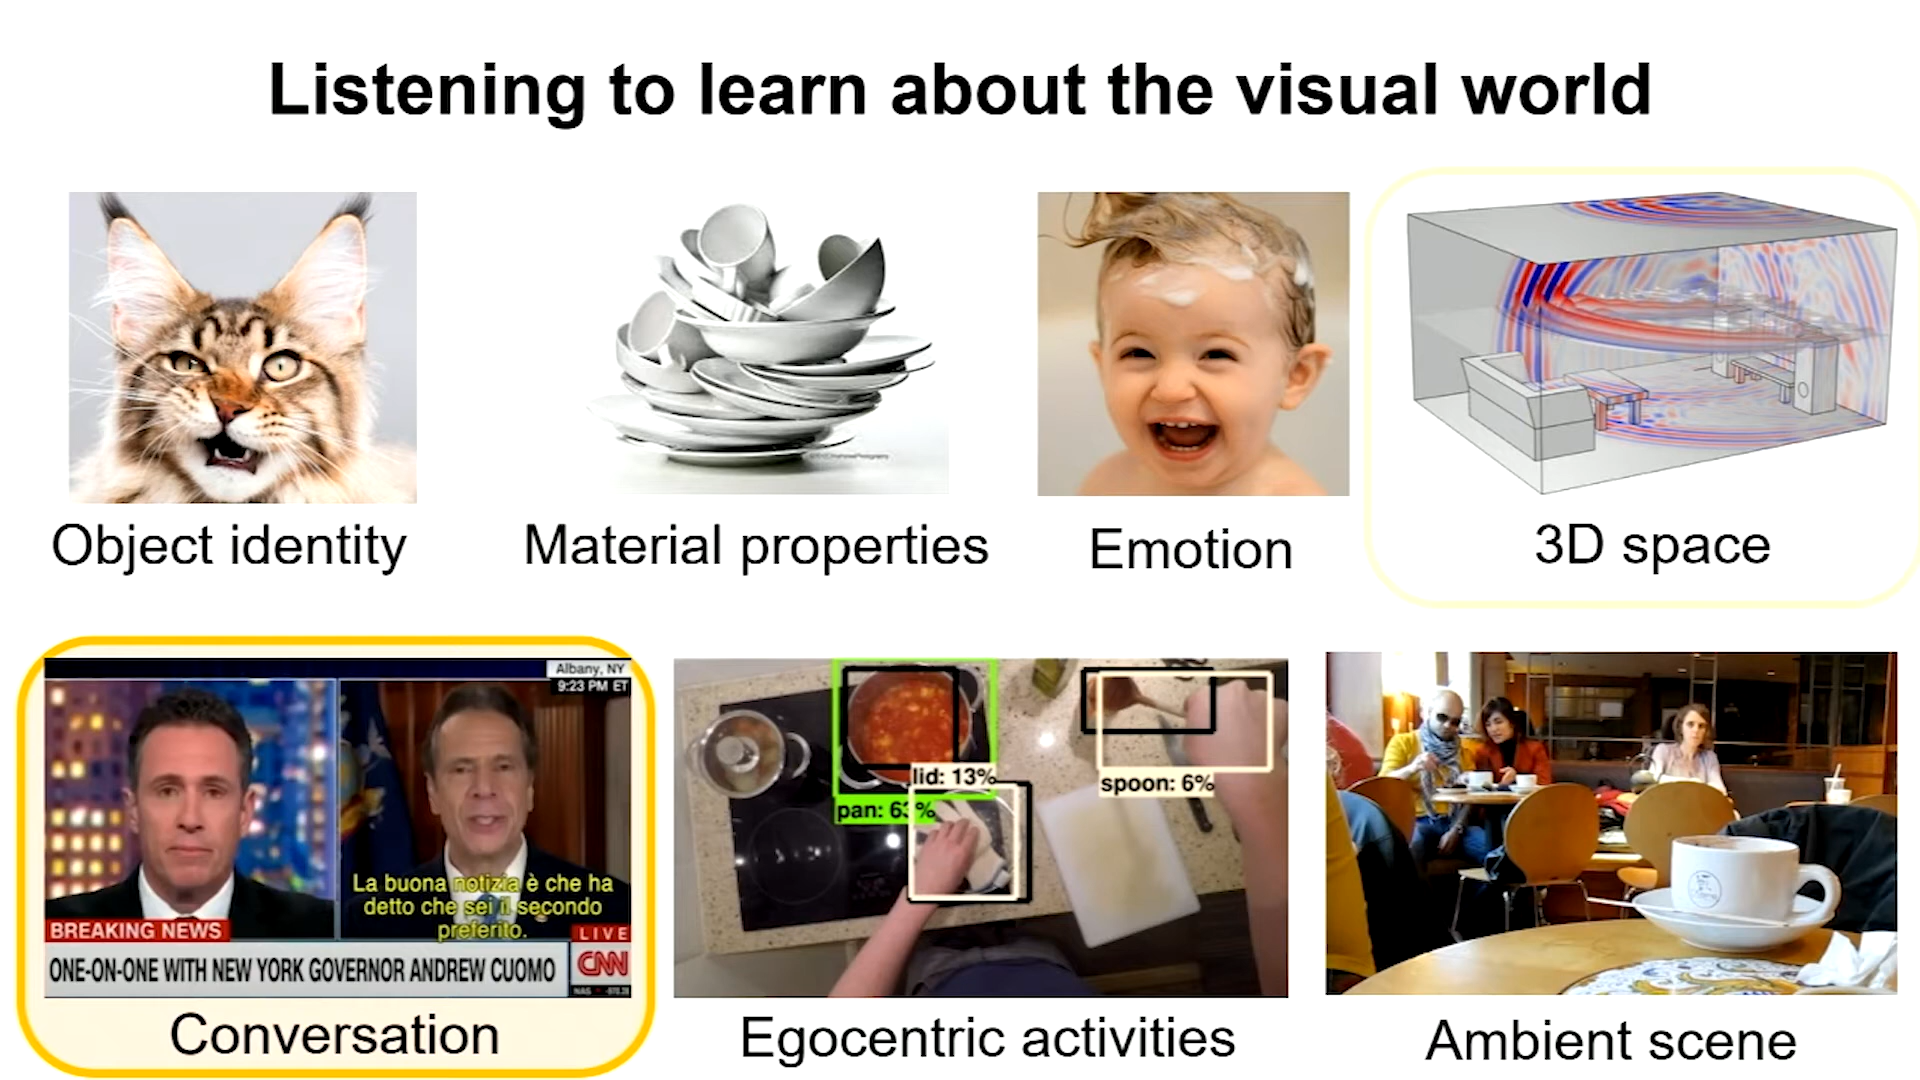 Listening to learn about the visual world
Object identity
Material properties
Emotion
3D space
Albany, NY
9:23 PM ET
La buona notizia è che ha
detto che sei il secondo
preferito.
BREAKING NEWS
LIVE
ONE-ON-ONE WITH NEW YORK GOVERNOR ANDREW CUOMO
CNN
Conversation
lid: 13%
pan: 63%
spoon: 6%
Egocentric activities
Ambient scene